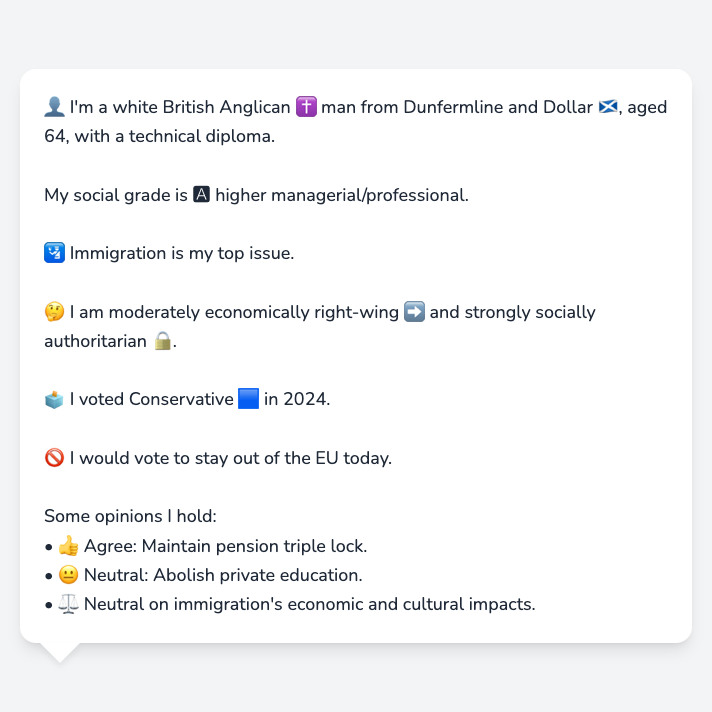 👤 I'm a white British Anglican ✝️ man from Dunfermline and Dollar 🏴󠁧󠁢󠁳󠁣󠁴󠁿, aged
64, with a technical diploma.
My social grade is 🅰 higher managerial/professional.
🛂 Immigration is my top issue.
🤔 I am moderately economically right-wing ➡️ and strongly socially
authoritarian 🔒.
🗳️ I voted Conservative 🟦 in 2024.
🚫 I would vote to stay out of the EU today.
Some opinions I hold:
• 👍 Agree: Maintain pension triple lock.
• 😐 Neutral: Abolish private education.
• ⚖️ Neutral on immigration's economic and cultural impacts.